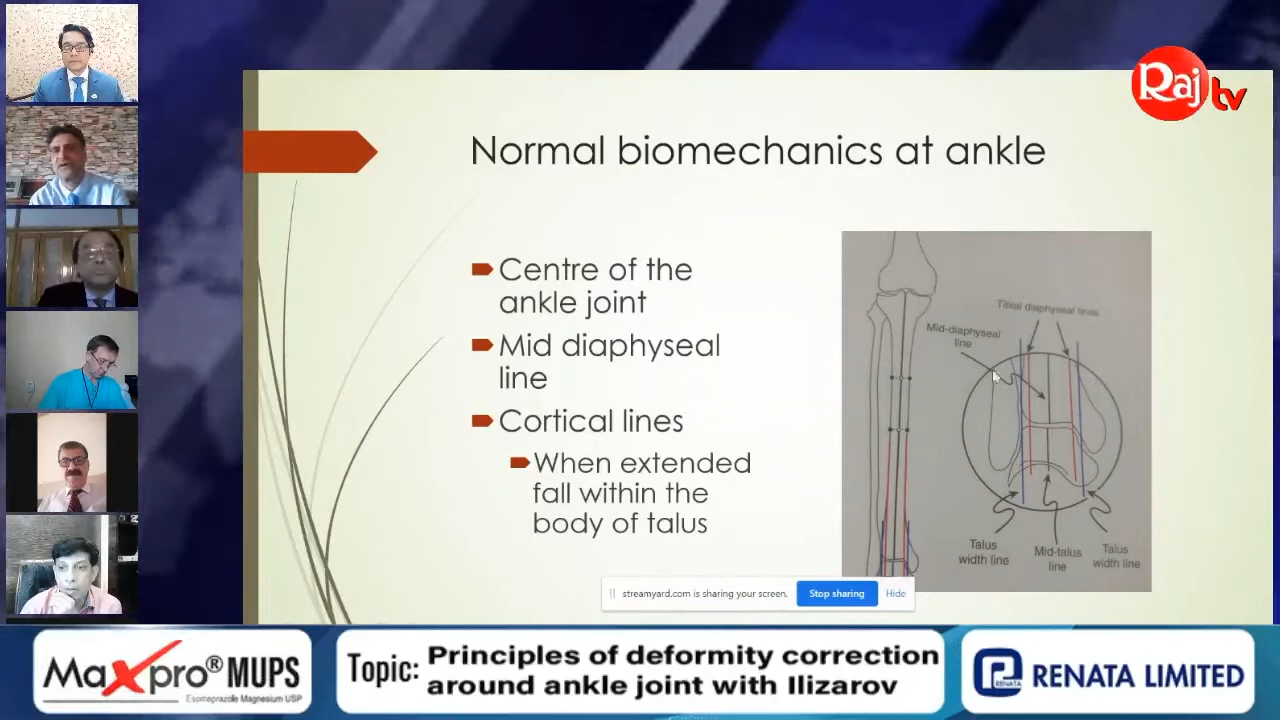 Raj tv
Normal biomechanics at ankle
Centre of the
ankle joint
Mid diaphyseal
line
Cortical lines
When extended
fall within the
body of talus
Tibial diaphyseal lines
Mid-diaphyseal
line
Talus
width line
Mid-talus
line
Talus
width line
streamyard.com is sharing your screen.
Stop sharing
Hide
Maxpro® MUPS
Esomeprazole Magnesium USP
Topic:
Principles of deformity correction
around ankle joint with Ilizarov
RENATA
RENATA LIMITED